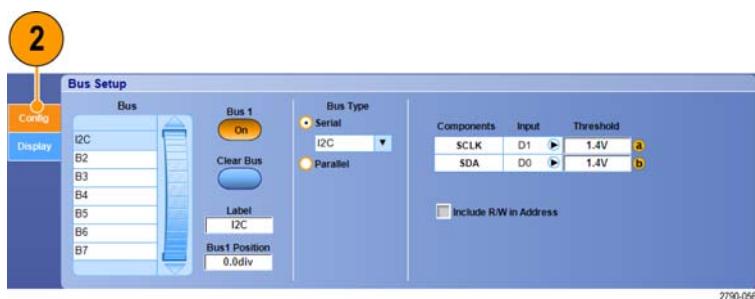 2
Bus Setup
Config
Display
Bus
I2C
B2
B3
B4
B5
B6
B7
Bus 1
On
Clear Bus
Label
I2C
Bus1 Position
0.0div
Bus Type
Serial
I2C
Parallel
Components Input Threshold
SCLK D1 1.4V a
SDA D0 1.4V b
Include R/W in Address
2790-056